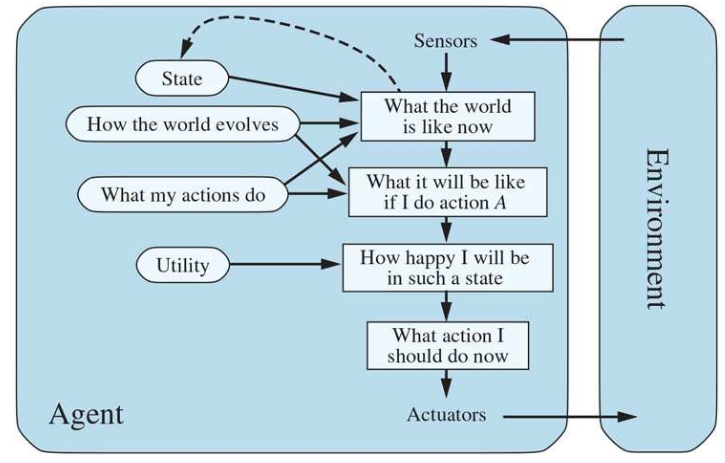 Sensors
State
What the world
is like now
How the world evolves
What it will be like
if I do action A
What my actions do
How happy I will be
in such a state
Utility
What action I
should do now
Agent
Actuators
Environment